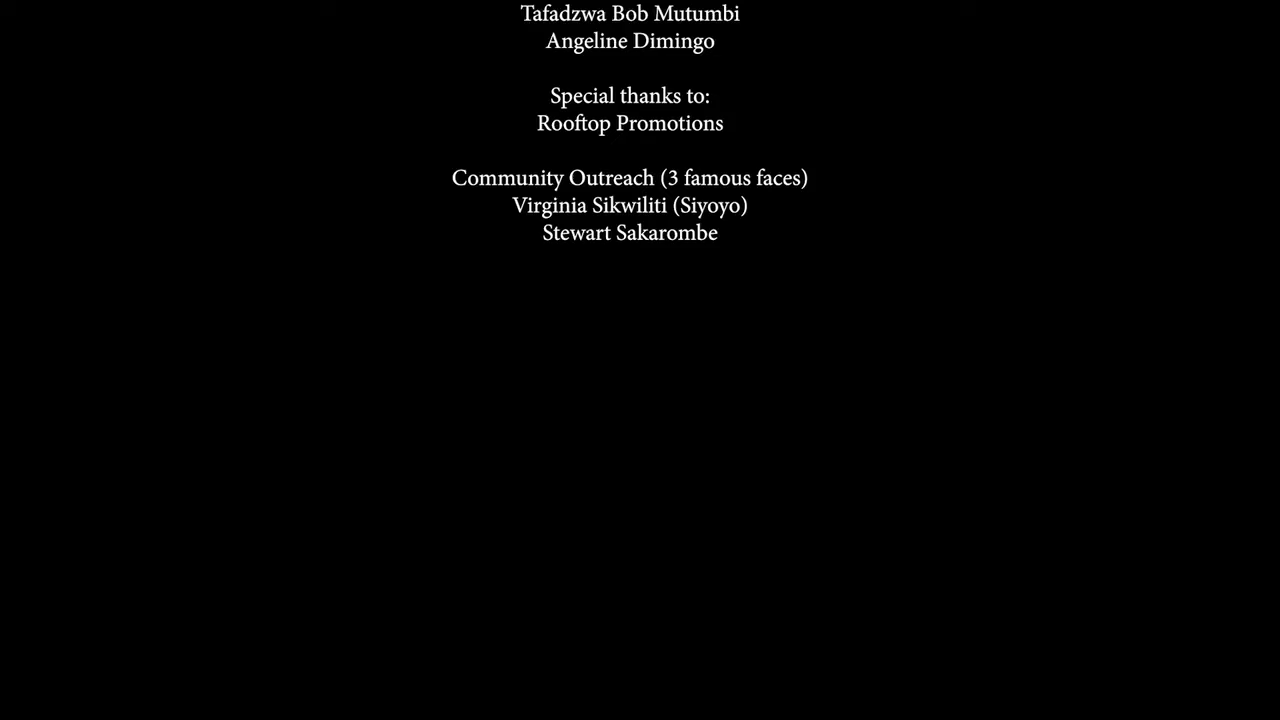 Tafadzwa Bob Mutumbi
Angeline Dimingo
Special thanks to:
Rooftop Promotions
Community Outreach (3 famous faces)
Virginia Sikwiliti (Siyoyo)
Stewart Sakarombe